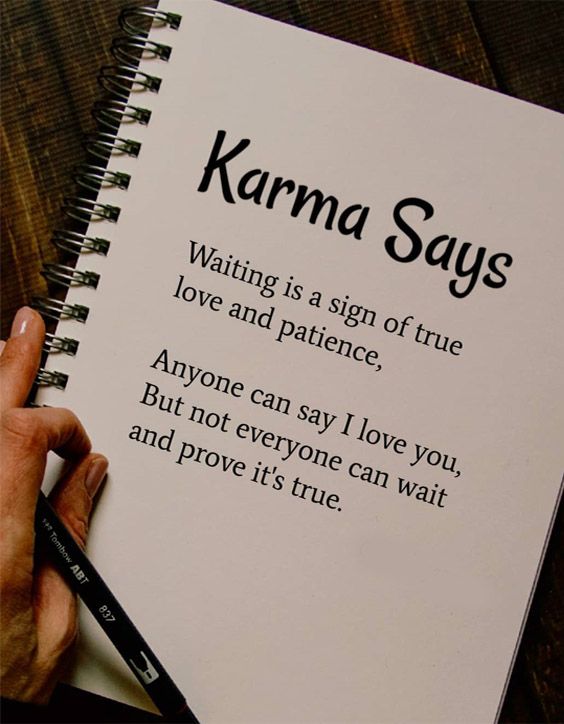 Karma Says
Waiting is a sign of true
love and patience,
Anyone can say I love you,
But not everyone can wait
and prove it's true.
Tombow ABT
837